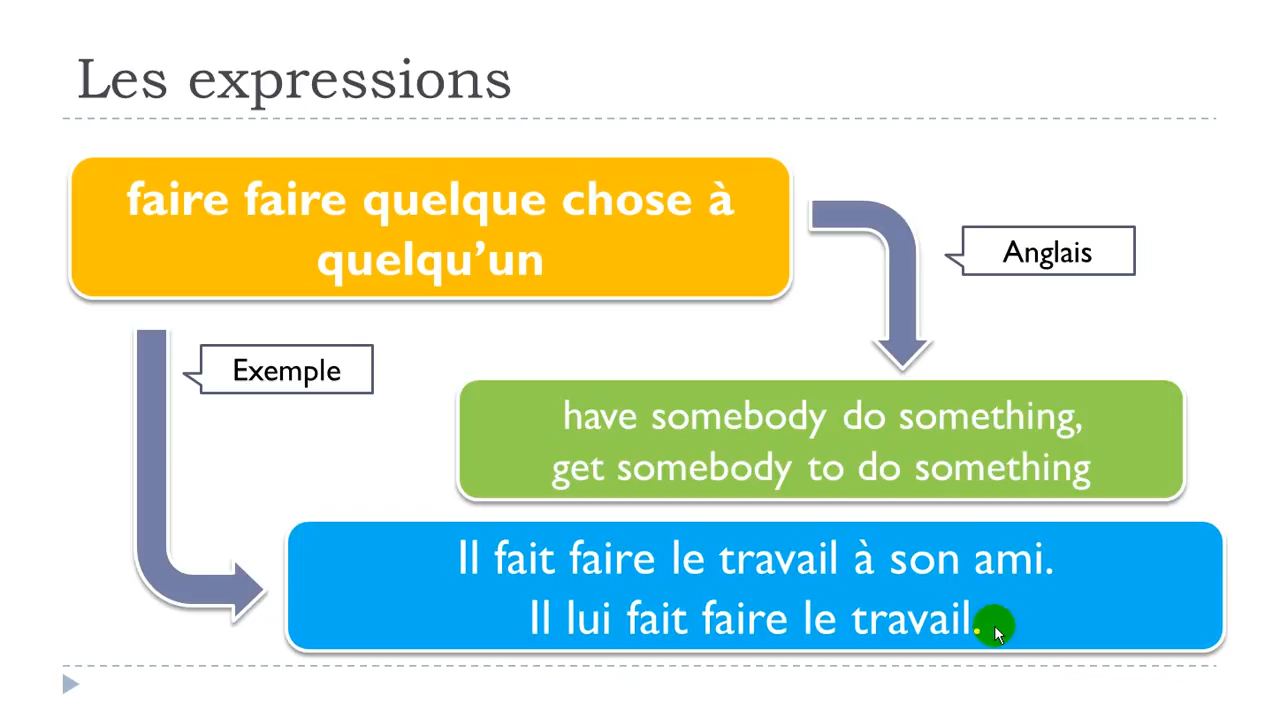 Les expressions
faire faire quelque chose à
quelqu’un
Anglais
Exemple
have somebody do something,
get somebody to do something
Il fait faire le travail à son ami.
Il lui fait faire le travail.